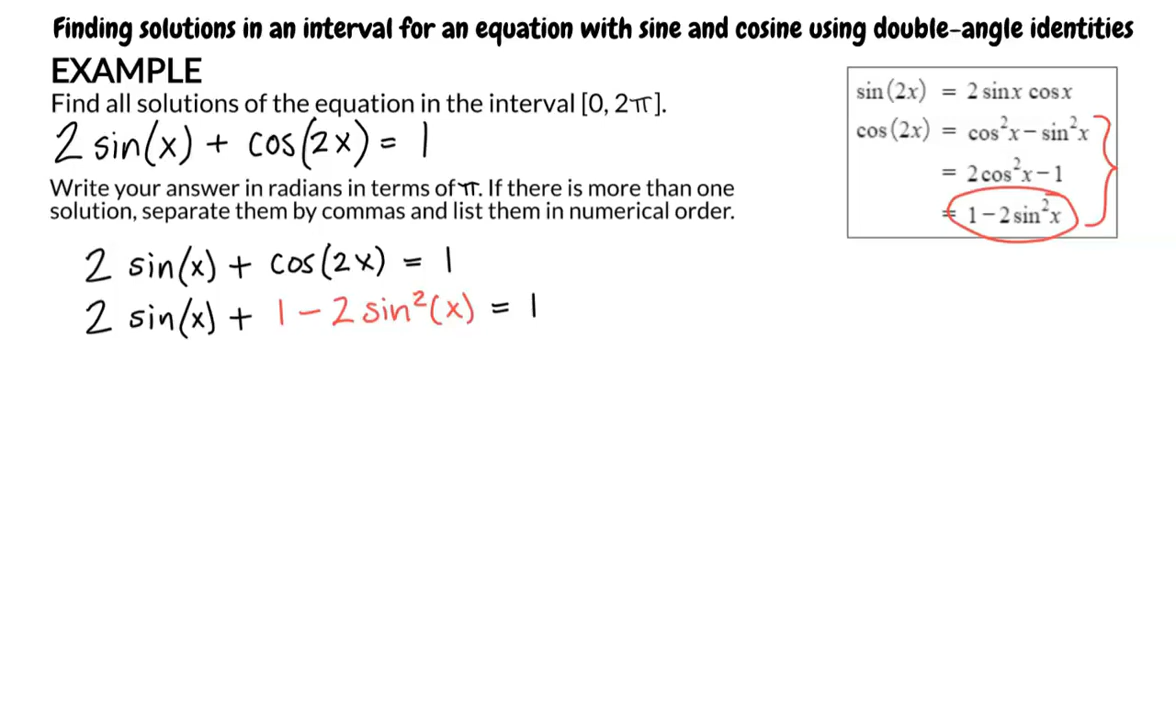 Finding solutions in an interval for an equation with sine and cosine using double-angle identities
EXAMPLE
Find all solutions of the equation in the interval [0, 2π].
2 sin(x) + cos(2x) = 1
Write your answer in radians in terms of π. If there is more than one
solution, separate them by commas and list them in numerical order.
2 sin(x) + cos(2x) = 1
2 sin(x) + 1 - 2 sin²(x) = 1
sin(2x) = 2 sinx cosx
cos(2x) = cos²x - sin²x
= 2cos²x - 1
= 1 - 2 sin²x